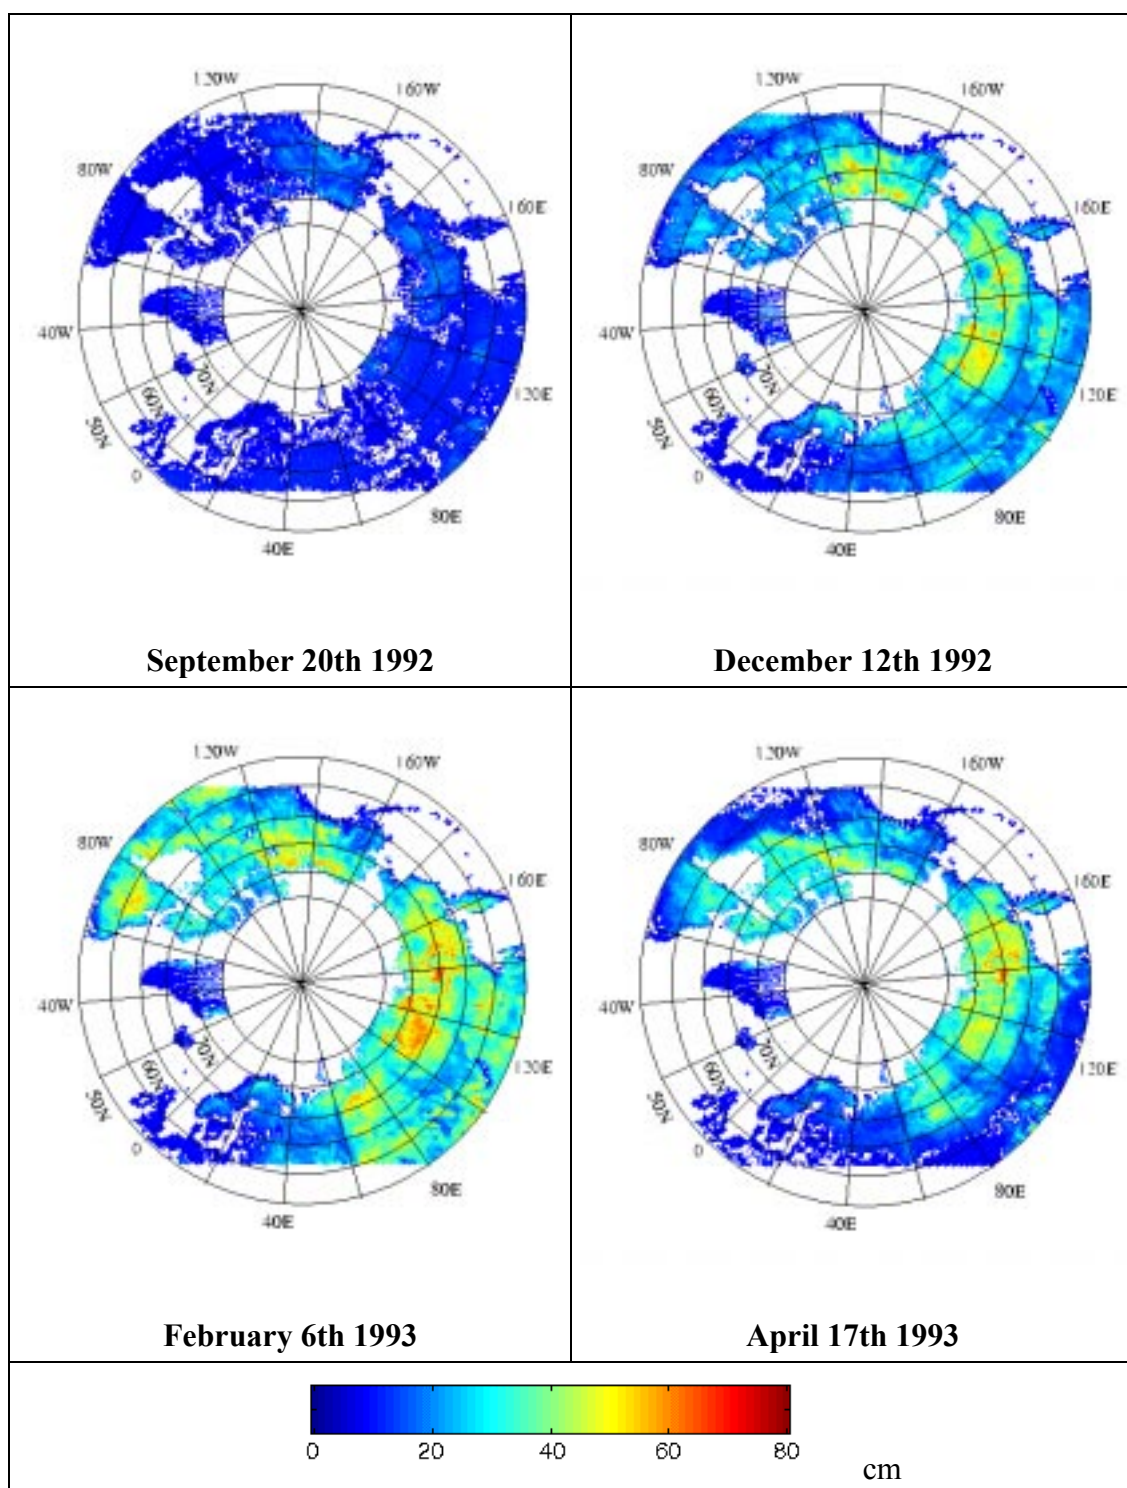 120W
160W
80W
160E
40W
120E
70N
60N
50N
0
80E
40E
September 20th 1992
120W
160W
80W
160E
40W
120E
70N
60N
50N
0
80E
40E
December 12th 1992
120W
160W
80W
160E
40W
120E
70N
60N
50N
0
80E
40E
February 6th 1993
120W
160W
80W
160E
40W
120E
70N
60N
50N
0
80E
40E
April 17th 1993
0 20 40 60 80
cm